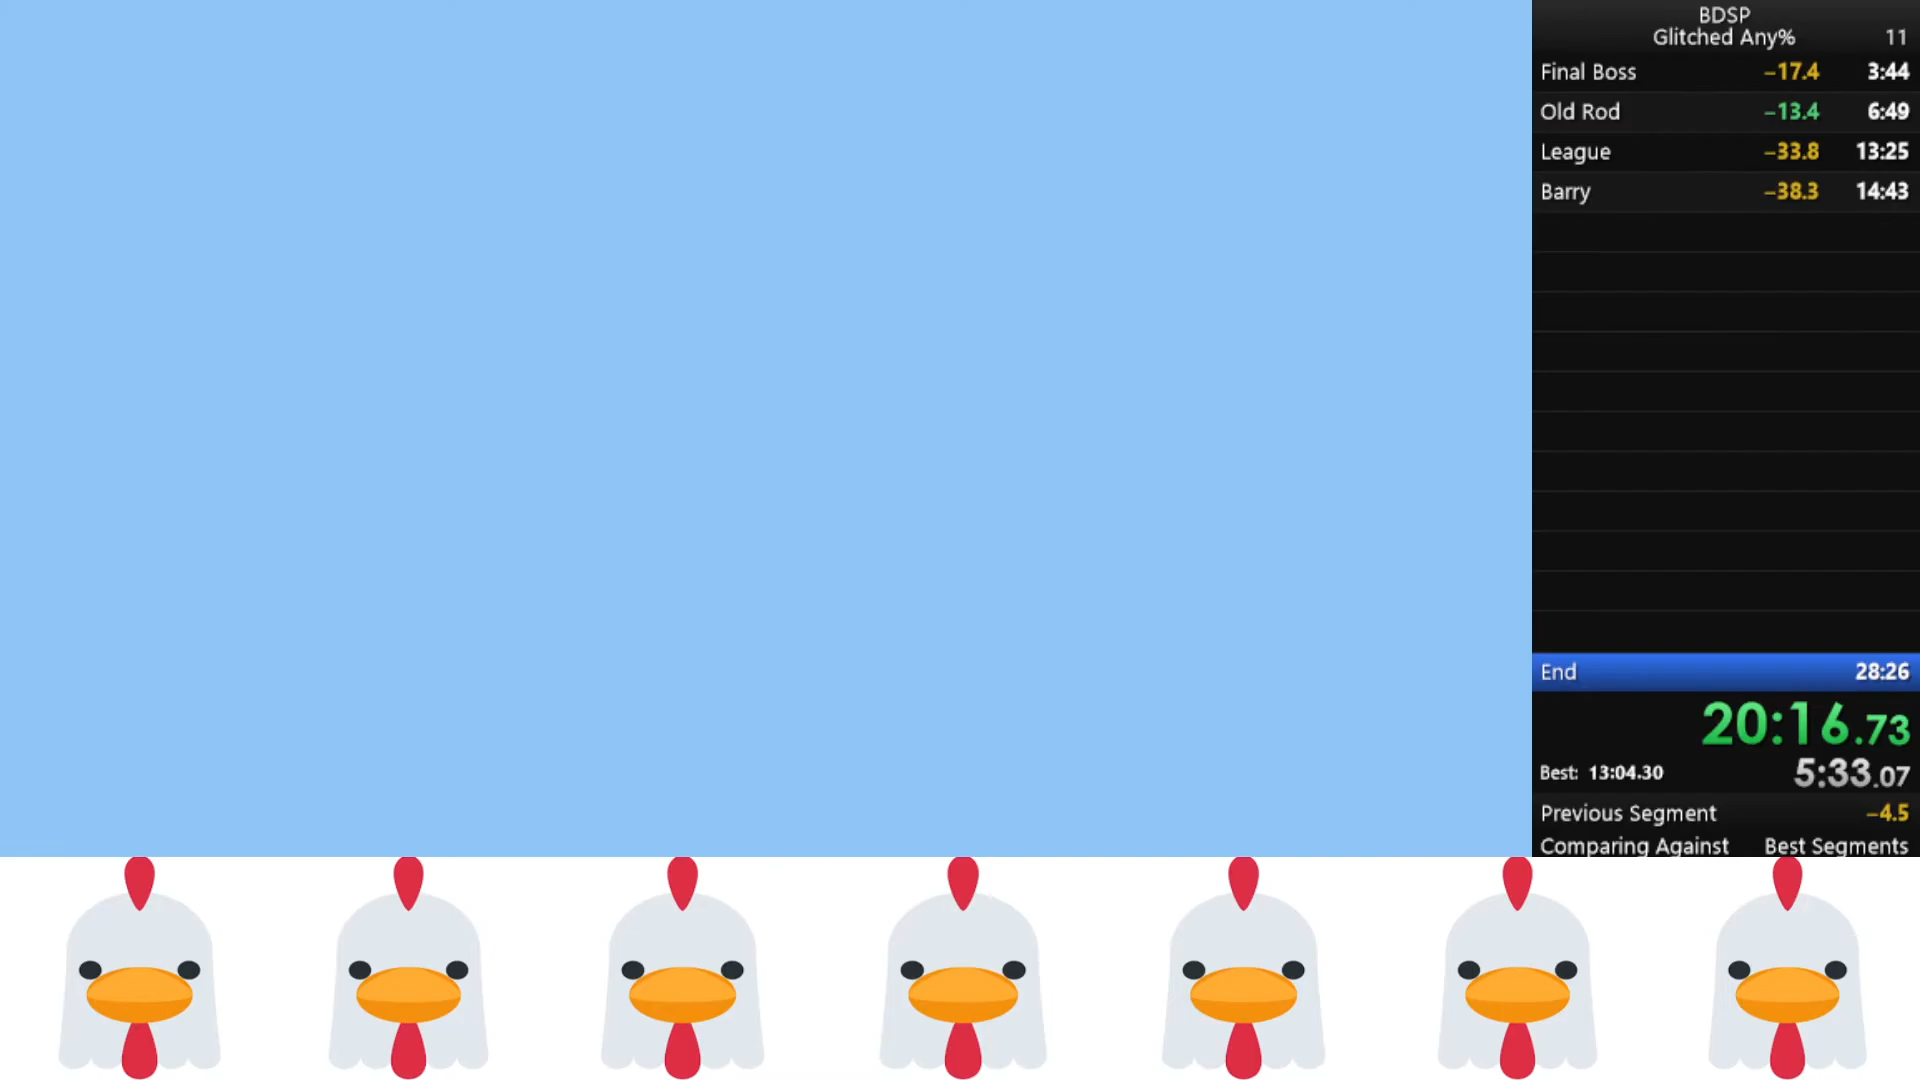 BDSP
Glitched Any% 11
Final Boss −17.4 3:44
Old Rod −13.4 6:49
League −33.8 13:25
Barry −38.3 14:43
End 28:26
20:16.73
Best: 13:04.30 5:33.07
Previous Segment −4.5
Comparing Against Best Segments